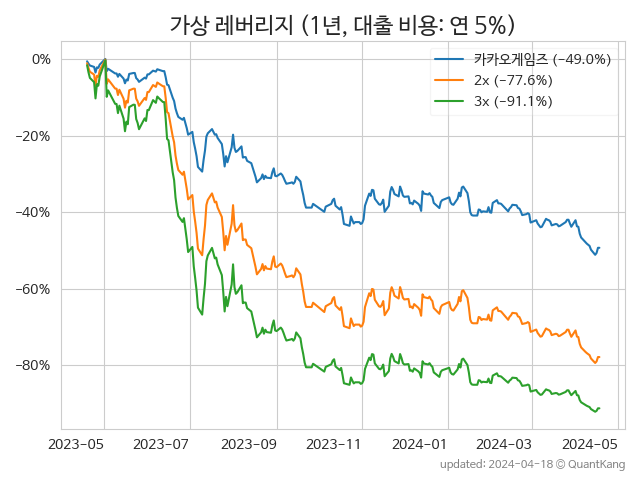 가상 레버리지 (1년, 대출 비용: 연 5%)
카카오게임즈 (−49.0%)
2x (−77.6%)
3x (−91.1%)
0%
−20%
−40%
−60%
−80%
2023-05 2023-07 2023-09 2023-11 2024-01 2024-03 2024-05
updated: 2024-04-18 © QuantKang